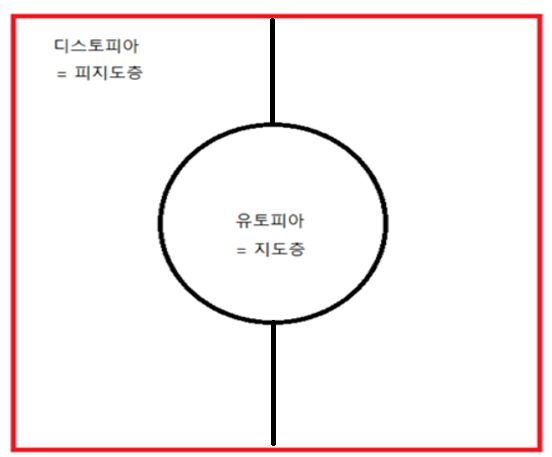 디스토피아
= 피지도층
유토피아
= 지도층